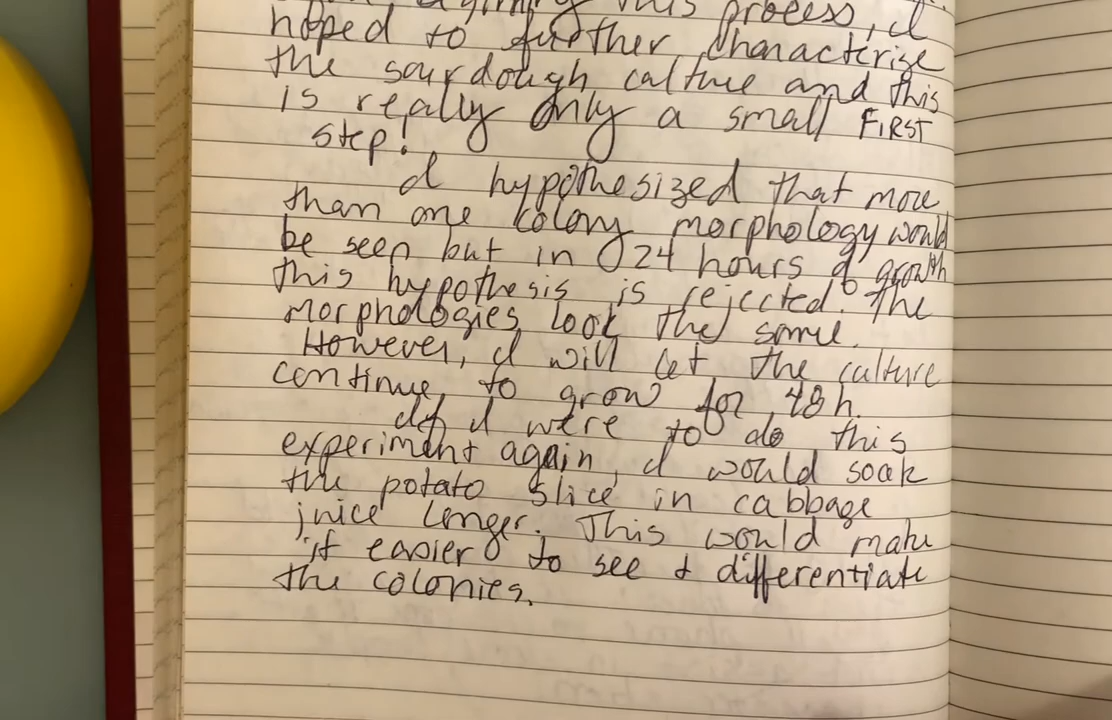 this process, I
hoped to further characterize
the sourdough culture and this
is really only a small FIRST
step!
I hypothesized that more
than one colony morphology would
be seen but in 24 hours of growth
this hypothesis is rejected. The
morphologies look the same.
However, I will let the culture
continue to grow for 48h.
If I were to do this
experiment again, I would soak
the potato slice in cabbage
juice longer. This would make
it easier to see & differentiate
the colonies.